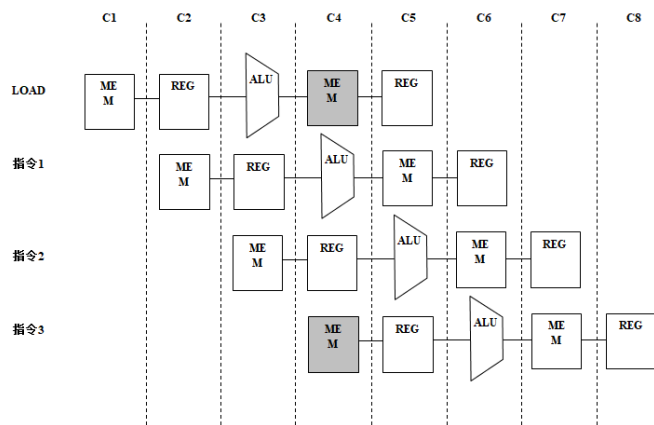 C1 C2 C3 C4 C5 C6 C7 C8
LOAD
ME
M
REG
ALU
ME
M
REG
指令1
ME
M
REG
ALU
ME
M
REG
指令2
ME
M
REG
ALU
ME
M
REG
指令3
ME
M
REG
ALU
ME
M
REG